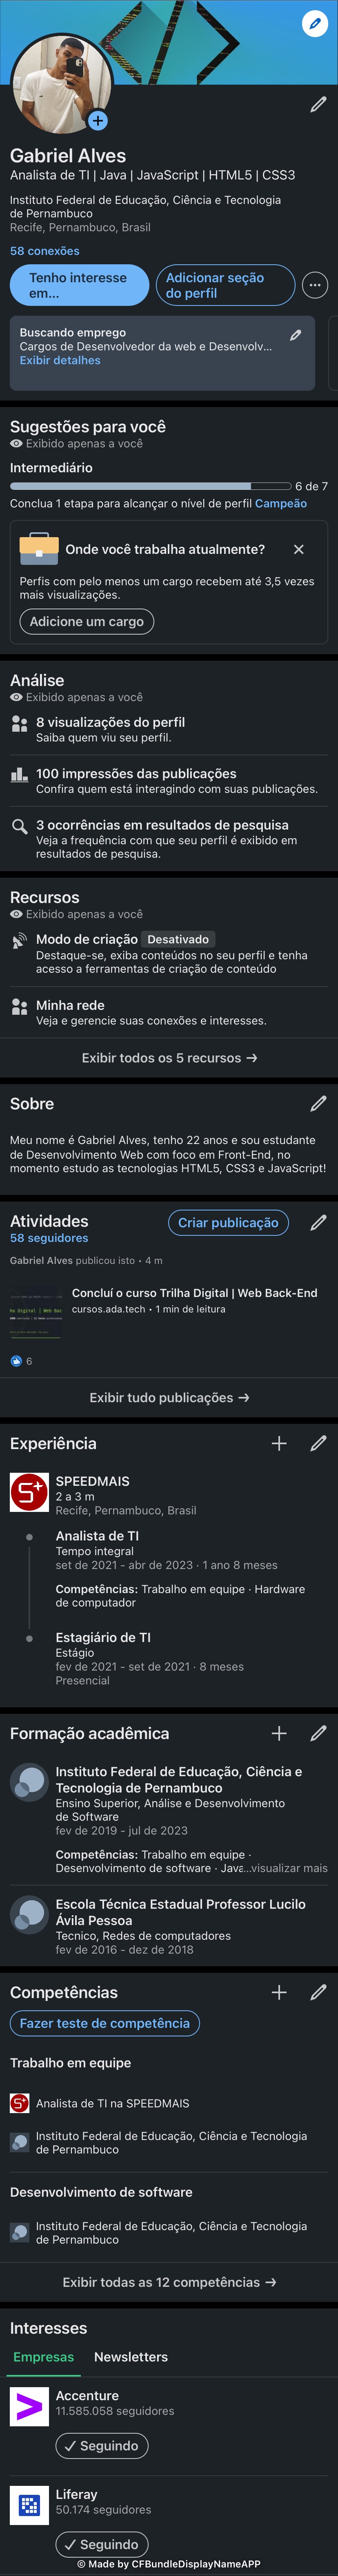 Gabriel Alves
Analista de TI | Java | JavaScript | HTML5 | CSS3
Instituto Federal de Educação, Ciência e Tecnologia
de Pernambuco
Recife, Pernambuco, Brasil
58 conexões
Tenho interesse
em...
Adicionar seção
do perfil
Buscando emprego
Cargos de Desenvolvedor da web e Desenvolv...
Exibir detalhes
Sugestões para você
Exibido apenas a você
Intermediário
6 de 7
Conclua 1 etapa para alcançar o nível de perfil Campeão
Onde você trabalha atualmente?
Perfis com pelo menos um cargo recebem até 3,5 vezes
mais visualizações.
Adicione um cargo
Análise
Exibido apenas a você
8 visualizações do perfil
Saiba quem viu seu perfil.
100 impressões das publicações
Confira quem está interagindo com suas publicações.
3 ocorrências em resultados de pesquisa
Veja a frequência com que seu perfil é exibido em
resultados de pesquisa.
Recursos
Exibido apenas a você
Modo de criação Desativado
Destaque-se, exiba conteúdos no seu perfil e tenha
acesso a ferramentas de criação de conteúdo
Minha rede
Veja e gerencie suas conexões e interesses.
Exibir todos os 5 recursos →
Sobre
Meu nome é Gabriel Alves, tenho 22 anos e sou estudante
de Desenvolvimento Web com foco em Front-End, no
momento estudo as tecnologias HTML5, CSS3 e JavaScript!
Atividades
58 seguidores
Criar publicação
Gabriel Alves publicou isto • 4 m
Concluí o curso Trilha Digital | Web Back-End
cursos.ada.tech • 1 min de leitura
6
Exibir tudo publicações →
Experiência
SPEEDMAIS
2 a 3 m
Recife, Pernambuco, Brasil
Analista de TI
Tempo integral
set de 2021 - abr de 2023 · 1 ano 8 meses
Competências: Trabalho em equipe · Hardware
de computador
Estagiário de TI
Estágio
fev de 2021 - set de 2021 · 8 meses
Presencial
Formação acadêmica
Instituto Federal de Educação, Ciência e
Tecnologia de Pernambuco
Ensino Superior, Análise e Desenvolvimento
de Software
fev de 2019 - jul de 2023
Competências: Trabalho em equipe ·
Desenvolvimento de software · Java...visualizar mais
Escola Técnica Estadual Professor Lucilo
Ávila Pessoa
Tecnico, Redes de computadores
fev de 2016 - dez de 2018
Competências
Fazer teste de competência
Trabalho em equipe
Analista de TI na SPEEDMAIS
Instituto Federal de Educação, Ciência e Tecnologia
de Pernambuco
Desenvolvimento de software
Instituto Federal de Educação, Ciência e Tecnologia
de Pernambuco
Exibir todas as 12 competências →
Interesses
Empresas Newsletters
Accenture
11.585.058 seguidores
✓ Seguindo
Liferay
50.174 seguidores
✓ Seguindo
© Made by CFBundleDisplayNameAPP